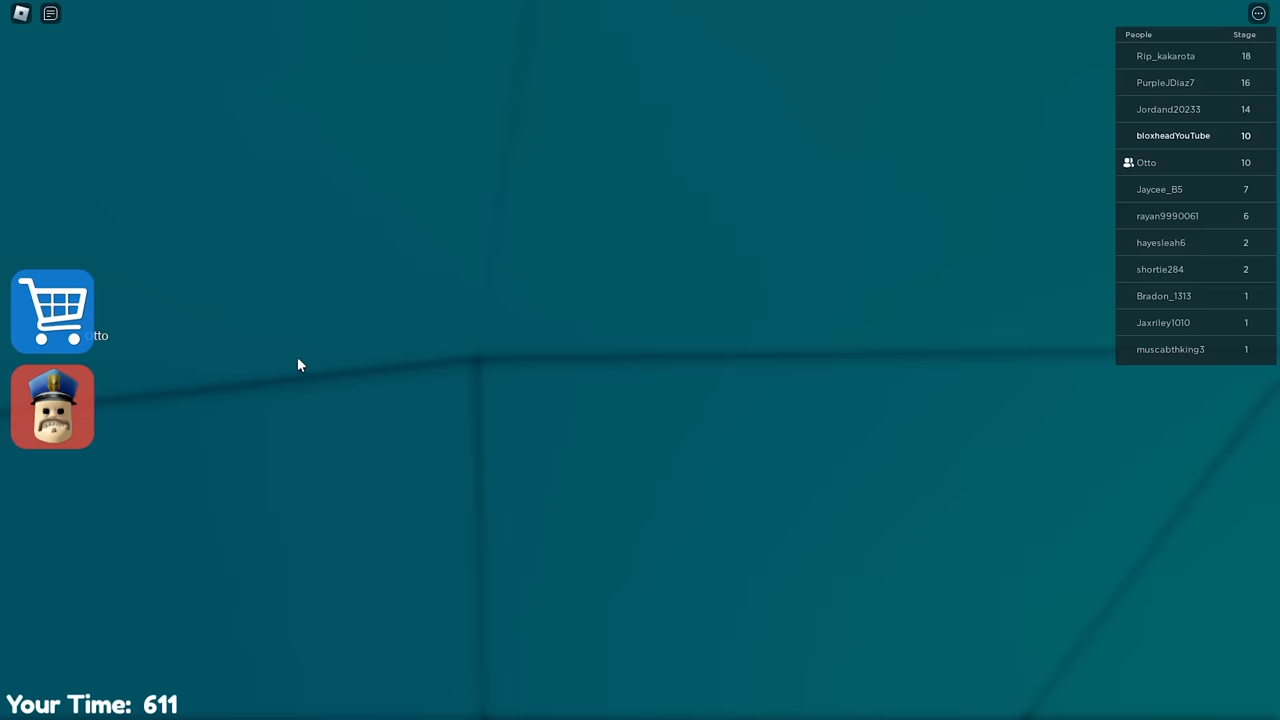 People Stage
Rip_kakarota 18
PurpleJDiaz7 16
Jordand20233 14
bloxheadYouTube 10
Otto 10
Jaycee_B5 7
rayan9990061 6
hayesleah6 2
shortie284 2
Bradon_1313 1
Jaxriley1010 1
muscabthking3 1
Otto
Your Time: 611